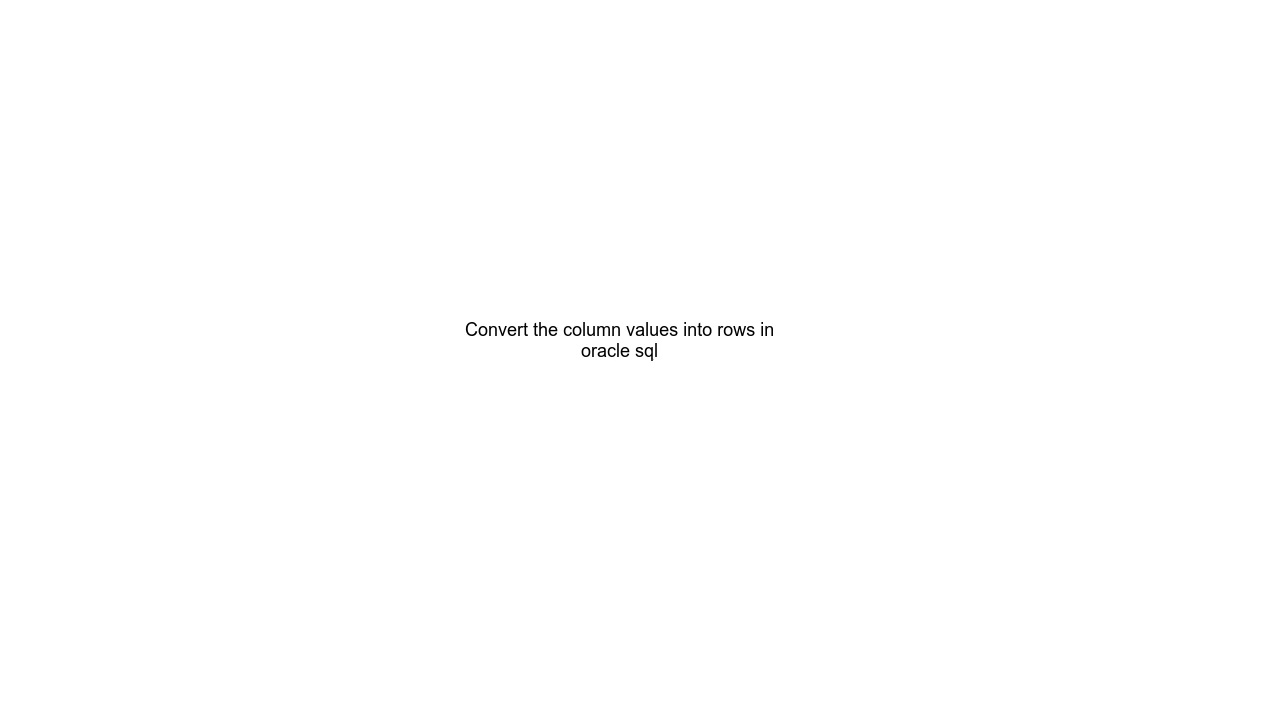 Convert the column values into rows in
oracle sql